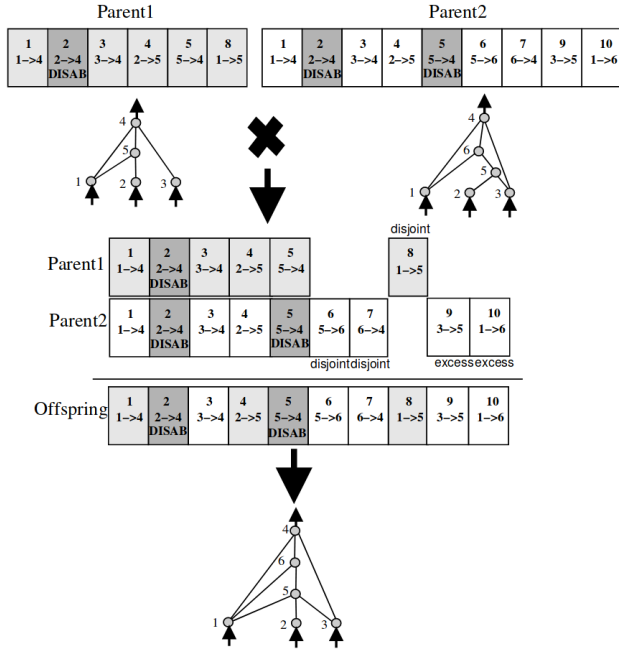 Parent1 Parent2
1 2 3 4 5 8 1 2 3 4 5 6 7 9 10
1->4 2->4 3->4 2->5 5->4 1->5 1->4 2->4 3->4 2->5 5->4 5->6 6->4 3->5 1->6
DISAB DISAB DISAB
4 4
5 6
5
1 2 3 1 2 3
disjoint
Parent1 1 2 3 4 5 8
1->4 2->4 3->4 2->5 5->4 1->5
DISAB
Parent2 1 2 3 4 5 6 7 9 10
1->4 2->4 3->4 2->5 5->4 5->6 6->4 3->5 1->6
DISAB DISAB
disjoint disjoint excess excess
Offspring 1 2 3 4 5 6 7 8 9 10
1->4 2->4 3->4 2->5 5->4 5->6 6->4 1->5 3->5 1->6
DISAB DISAB
4
6
5
1 2 3